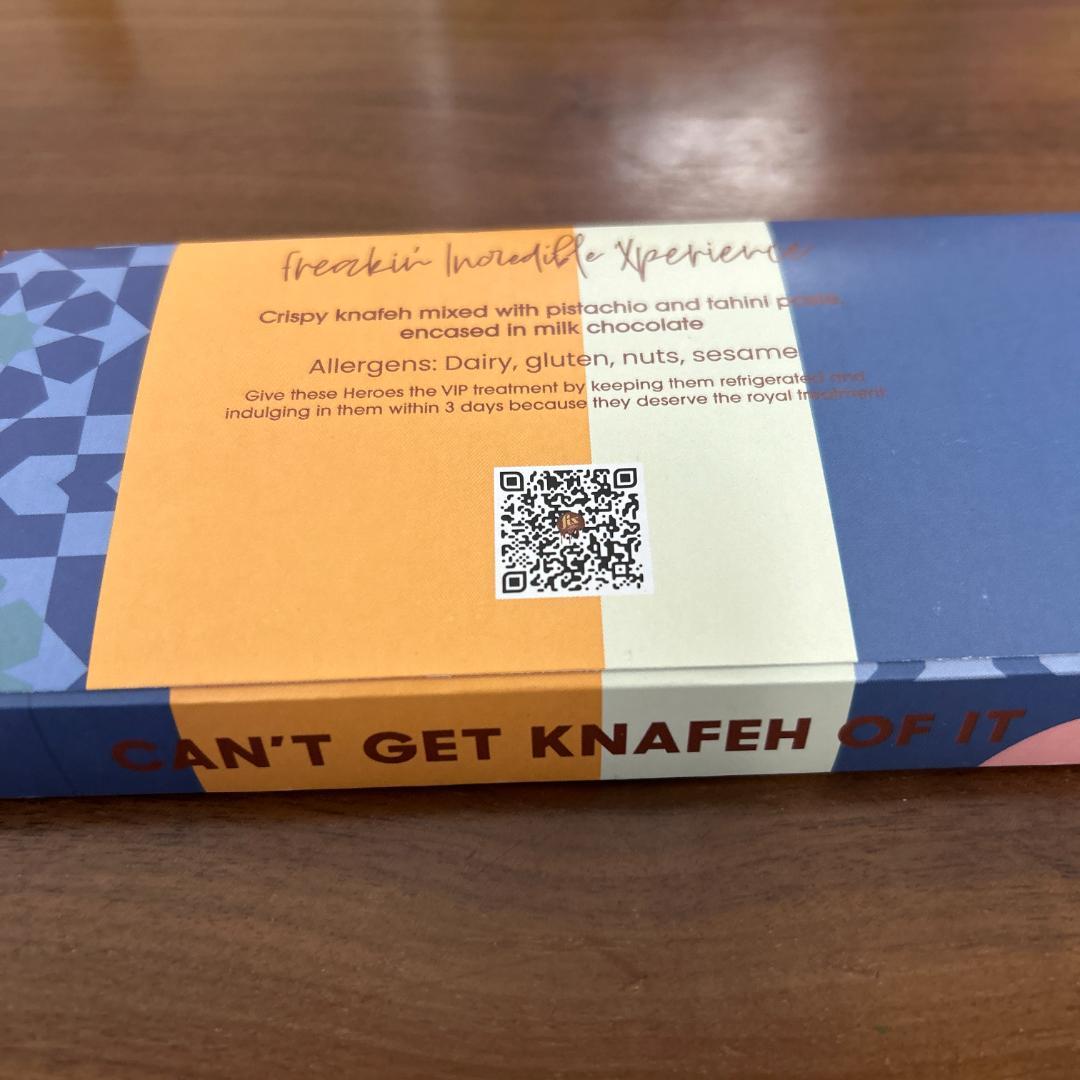 Freakin' Incredible Xperience
Crispy knafeh mixed with pistachio and tahini paste,
encased in milk chocolate
Allergens: Dairy, gluten, nuts, sesame
Give these Heroes the VIP treatment by keeping them refrigerated and
indulging in them within 3 days because they deserve the royal treatment
CAN'T GET KNAFEH OF IT